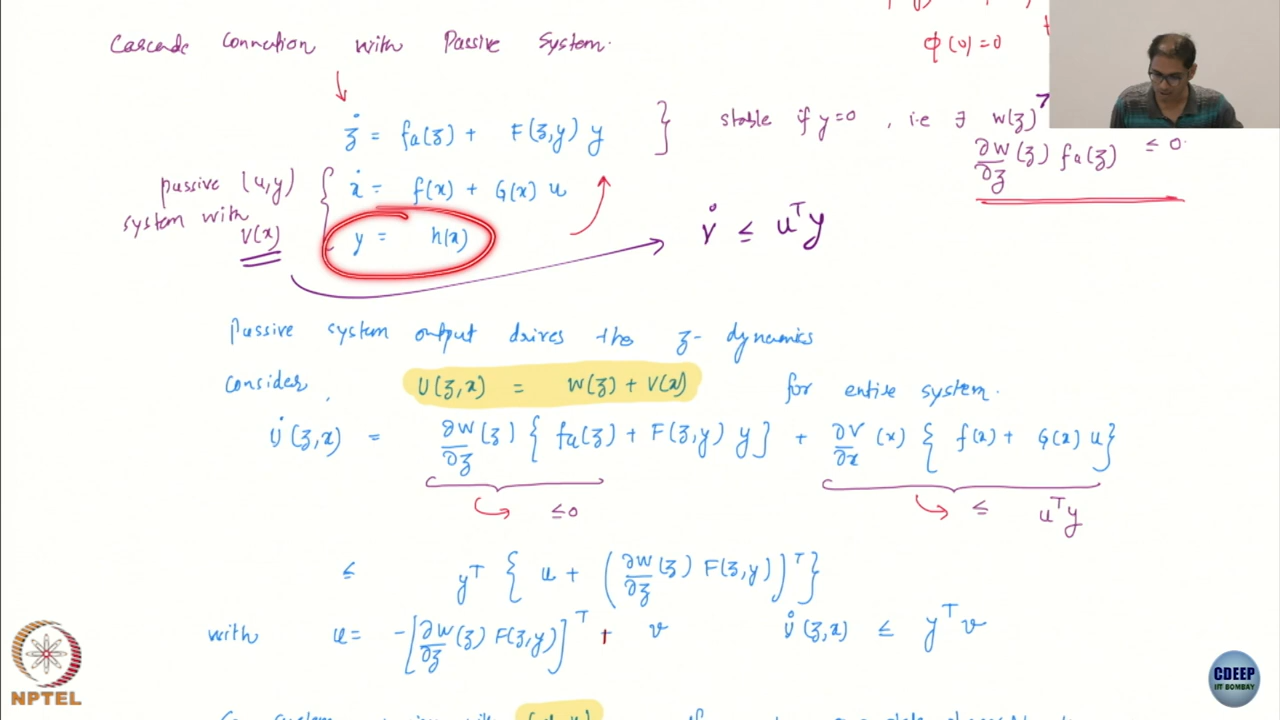 φ(0)=0
Cascade Connection with Passive System.
ż = fa(z) + F(z,y) y } stable if y=0 , i.e ∃ W(z)
∂W/∂z (z) fa(z) ≤ 0.
passive (u,y) system with V(x) { ẋ = f(x) + G(x) u
y = h(x)
V̇ ≤ uᵀy
Passive system output drives the z- dynamics
consider, U(z,x) = W(z) + V(x) for entire system.
U̇(z,x) = ∂W/∂z (z) { fa(z) + F(z,y) y } + ∂V/∂x (x) { f(x) + G(x) u }
≤0 ≤ uᵀy
≤ yᵀ { u + (∂W/∂z (z) F(z,y))ᵀ }
with u= -[∂W/∂z (z) F(z,y)]ᵀ + v U̇(z,x) ≤ yᵀv
NPTEL
CDEEP
IIT BOMBAY